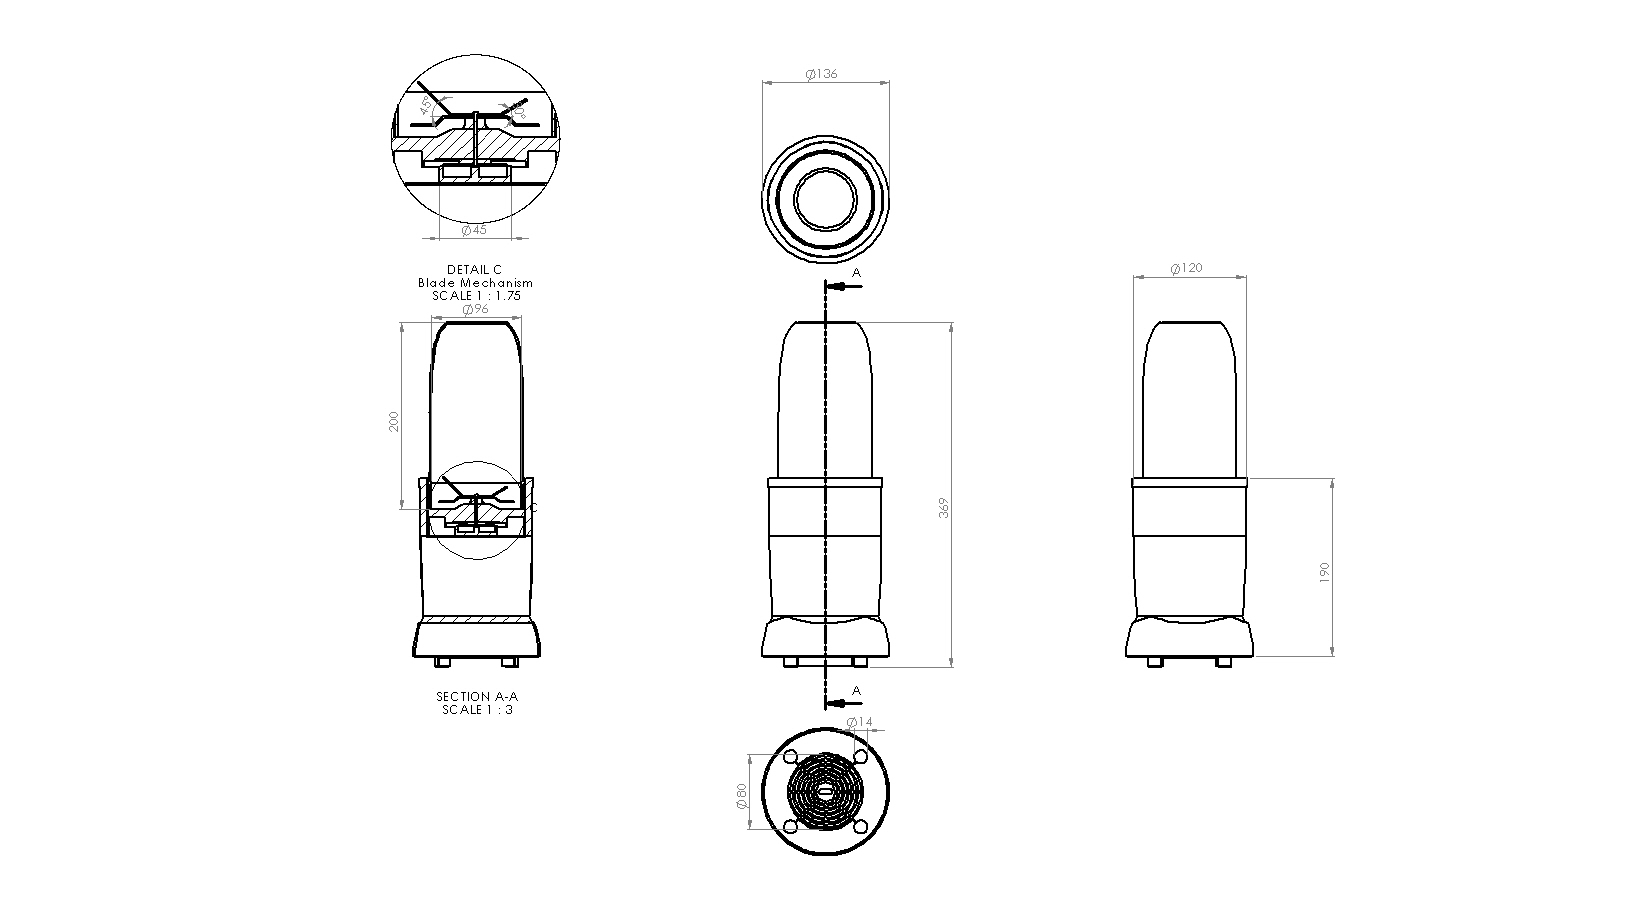 Ø136
45°
Ø45
DETAIL C
Blade Mechanism
SCALE 1 : 1.75
Ø96
200
C
SECTION A-A
SCALE 1 : 3
A
369
A
Ø120
190
Ø14
Ø80